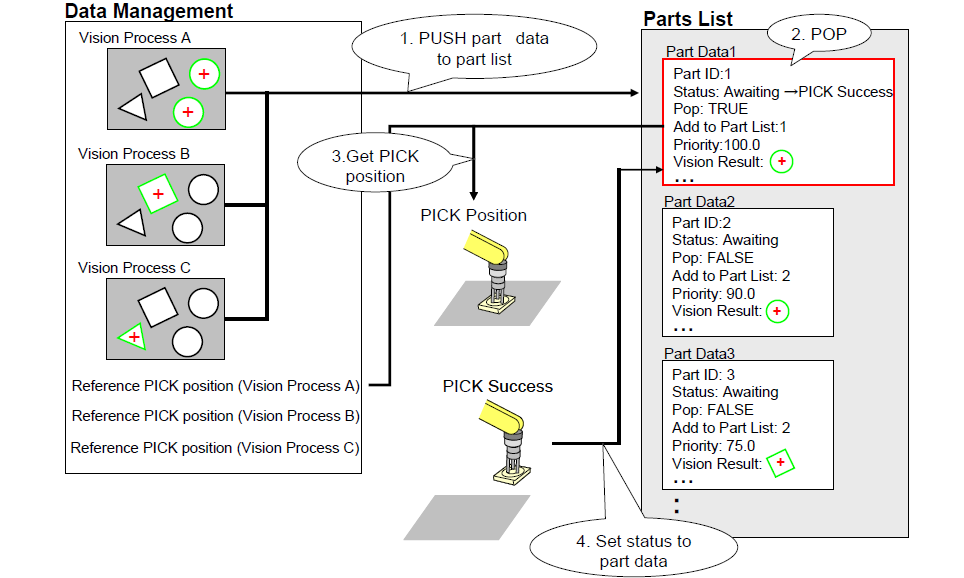 Data Management
Vision Process A
Vision Process B
Vision Process C
Reference PICK position (Vision Process A)
Reference PICK position (Vision Process B)
Reference PICK position (Vision Process C)
1. PUSH part data
to part list
3.Get PICK
position
PICK Position
PICK Success
4. Set status to
part data
Parts List
2. POP
Part Data1
Part ID:1
Status: Awaiting →PICK Success
Pop: TRUE
Add to Part List:1
Priority:100.0
Vision Result:
...
Part Data2
Part ID:2
Status: Awaiting
Pop: FALSE
Add to Part List: 2
Priority: 90.0
Vision Result:
...
Part Data3
Part ID: 3
Status: Awaiting
Pop: FALSE
Add to Part List: 2
Priority: 75.0
Vision Result:
...
: